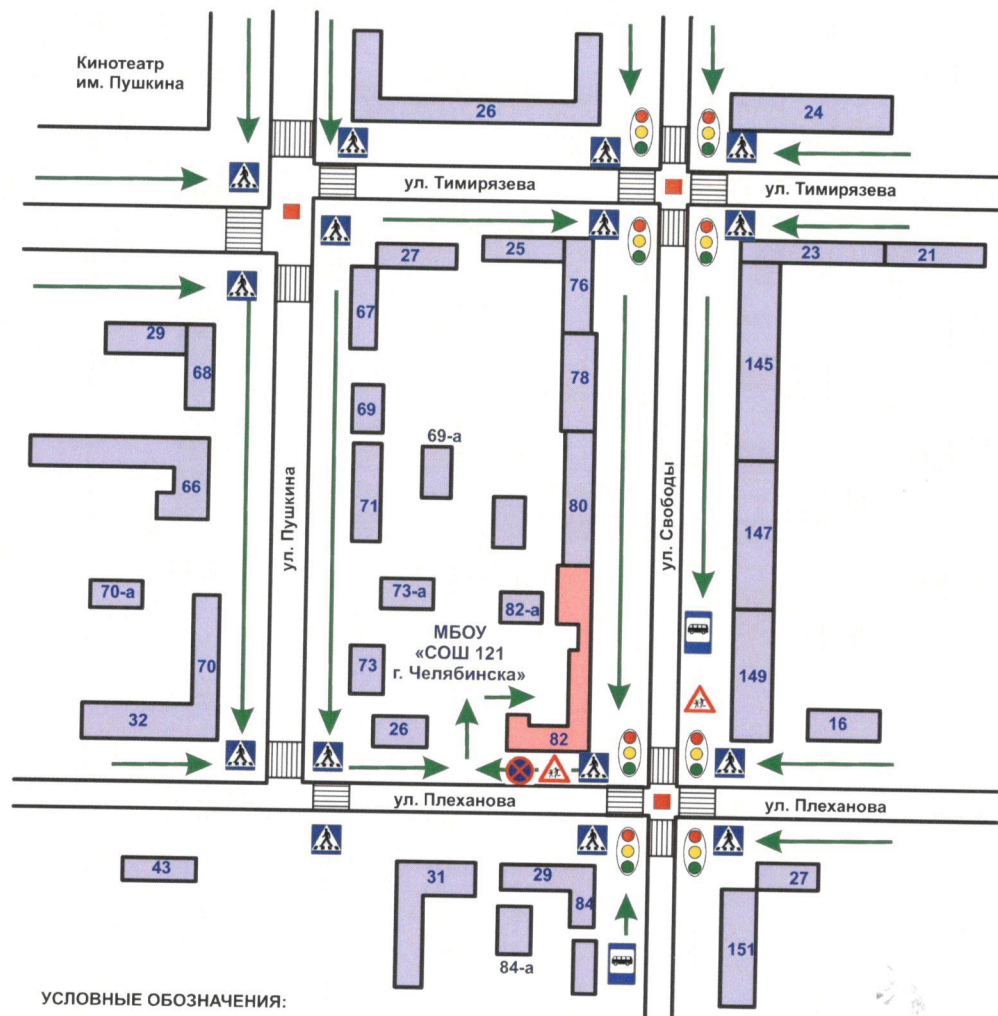 Кинотеатр
им. Пушкина
26
24
ул. Тимирязева
ул. Тимирязева
27
25
76
23
21
67
29
68
78
145
69
69-а
66
71
80
ул. Пушкина
ул. Свободы
147
70-а
73-а
82-а
МБОУ
«СОШ 121
г. Челябинска»
70
73
149
32
26
82
16
ул. Плеханова
ул. Плеханова
43
31
29
84
27
84-а
151
УСЛОВНЫЕ ОБОЗНАЧЕНИЯ: